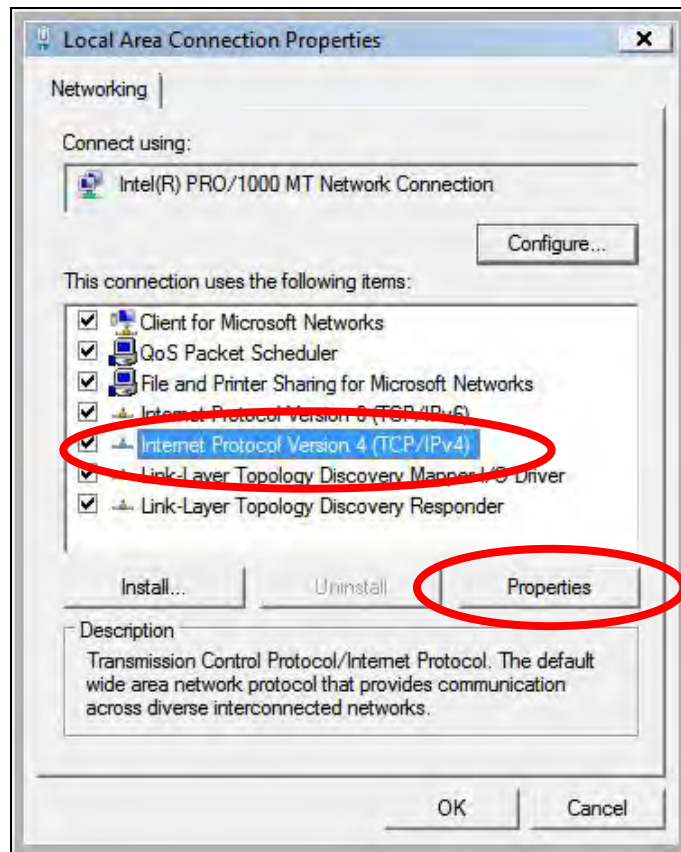 Local Area Connection Properties
Networking
Connect using:
Intel(R) PRO/1000 MT Network Connection
Configure...
This connection uses the following items:
Client for Microsoft Networks
QoS Packet Scheduler
File and Printer Sharing for Microsoft Networks
Internet Protocol Version 6 (TCP/IPv6)
Internet Protocol Version 4 (TCP/IPv4)
Link-Layer Topology Discovery Mapper I/O Driver
Link-Layer Topology Discovery Responder
Install... Uninstall Properties
Description
Transmission Control Protocol/Internet Protocol. The default
wide area network protocol that provides communication
across diverse interconnected networks.
OK Cancel